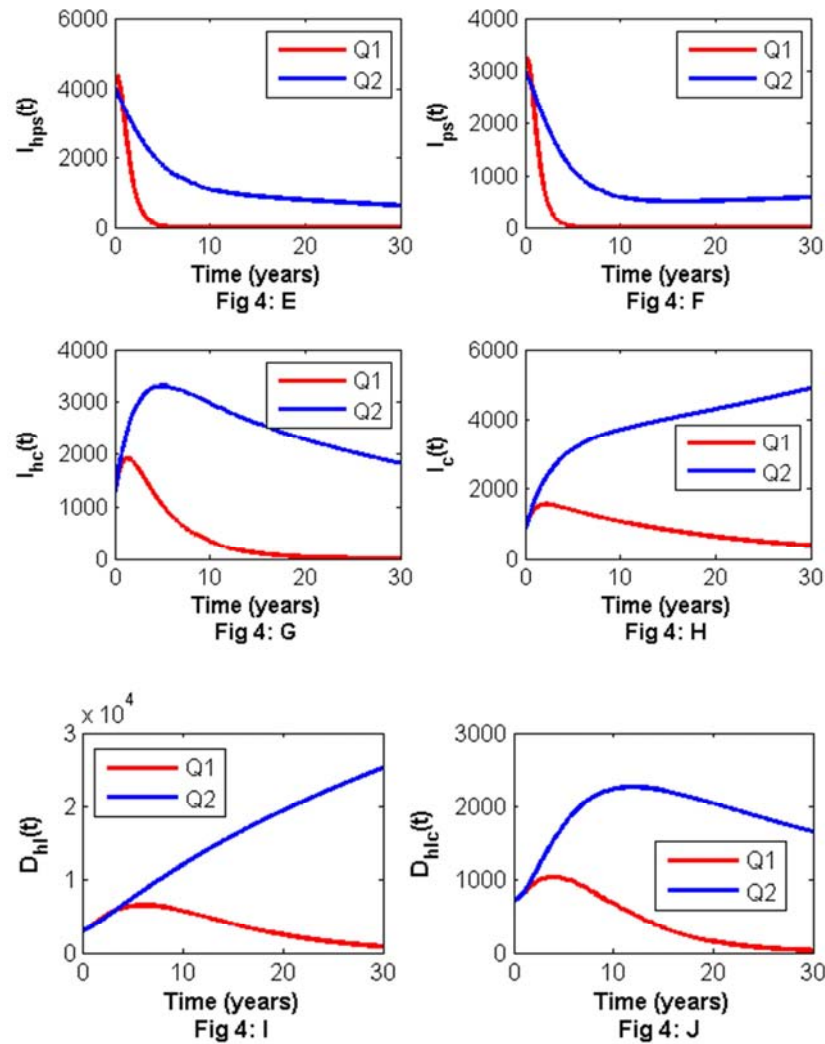 6000
4000
2000
0
I_hps(t)
Q1
Q2
0 10 20 30
Time (years)
Fig 4: E
4000
3000
2000
1000
0
I_ps(t)
Q1
Q2
0 10 20 30
Time (years)
Fig 4: F
4000
3000
2000
1000
0
I_hc(t)
Q1
Q2
0 10 20 30
Time (years)
Fig 4: G
6000
4000
2000
0
I_c(t)
Q1
Q2
0 10 20 30
Time (years)
Fig 4: H
x 10^4
3
2
1
0
D_hl(t)
Q1
Q2
0 10 20 30
Time (years)
Fig 4: I
3000
2000
1000
0
D_hlc(t)
Q1
Q2
0 10 20 30
Time (years)
Fig 4: J